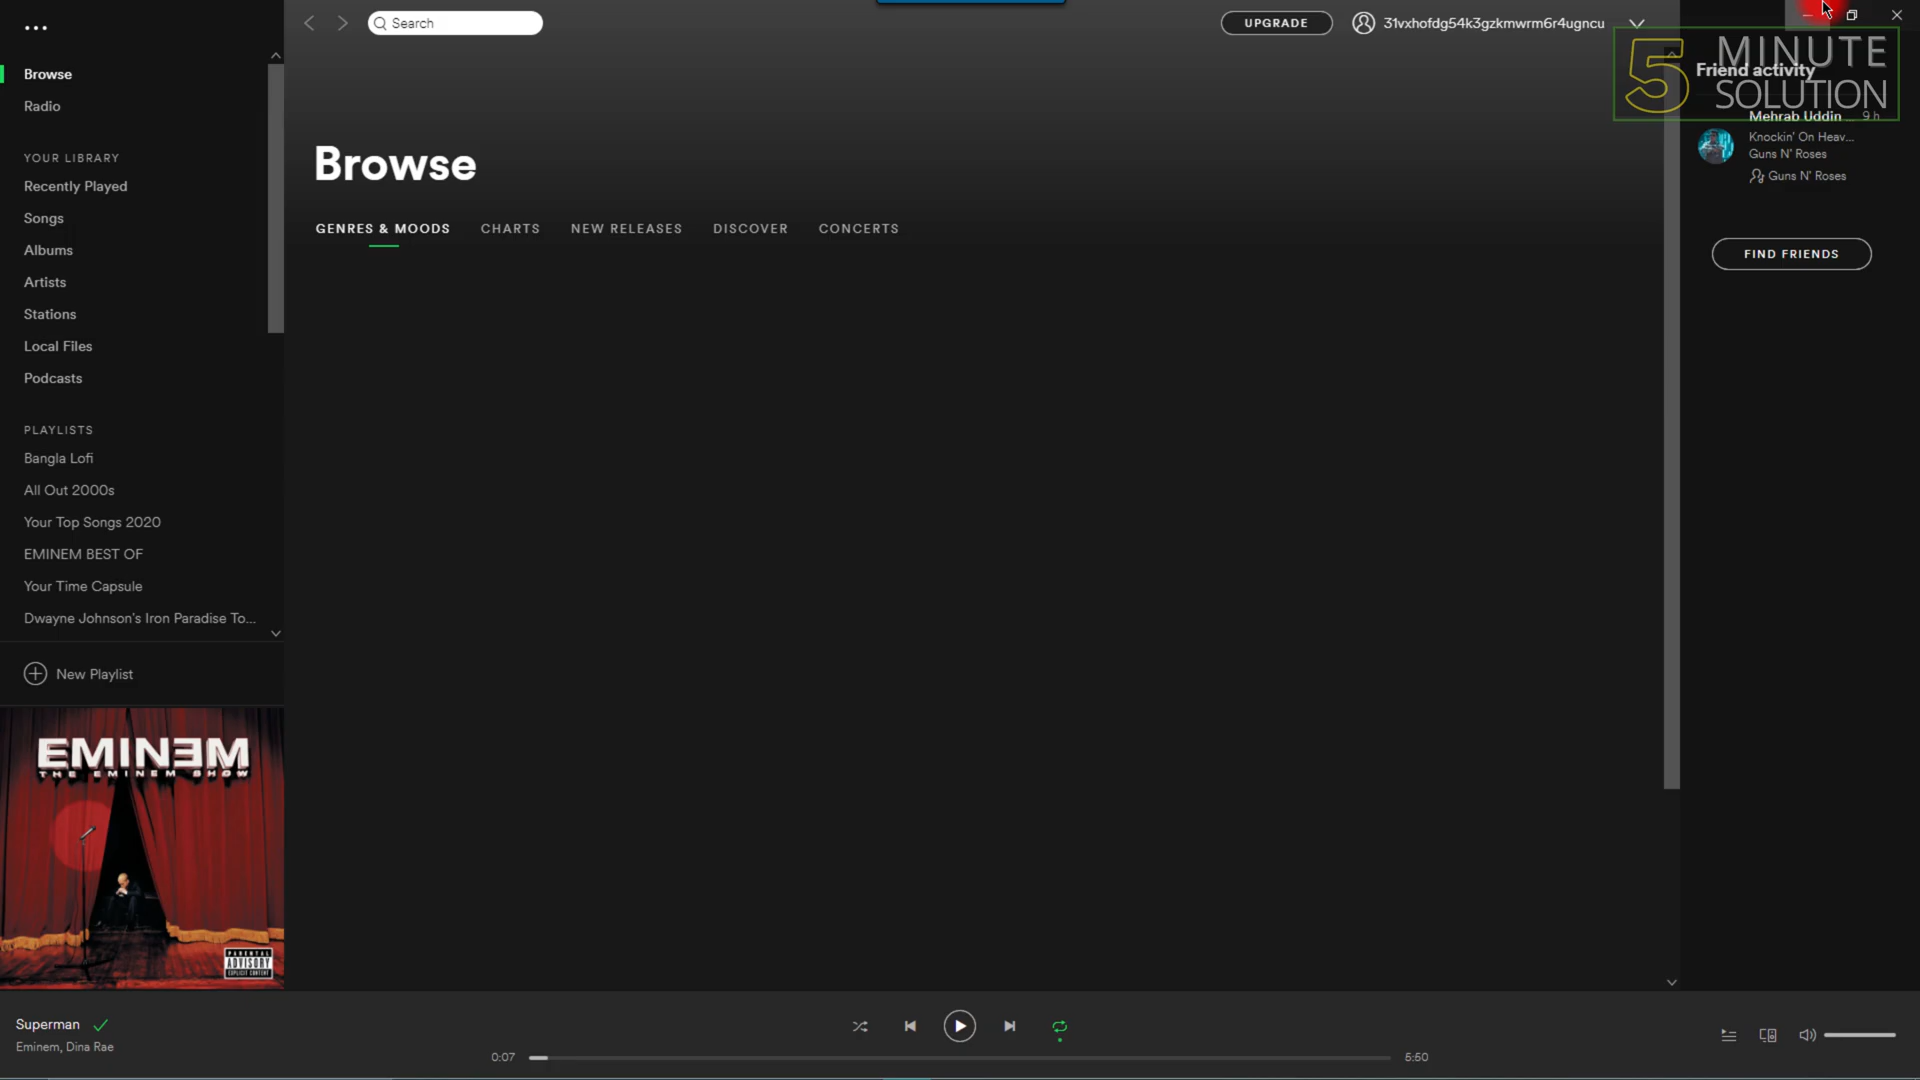 Search
UPGRADE
31vxhofdg54k3gzkmwrm6r4ugncu
Browse
Radio
YOUR LIBRARY
Recently Played
Songs
Albums
Artists
Stations
Local Files
Podcasts
PLAYLISTS
Bangla Lofi
All Out 2000s
Your Top Songs 2020
EMINEM BEST OF
Your Time Capsule
Dwayne Johnson's Iron Paradise To...
New Playlist
EMINEM
THE EMINEM SHOW
PARENTAL
ADVISORY
EXPLICIT CONTENT
Superman
Eminem, Dina Rae
Browse
GENRES & MOODS
CHARTS
NEW RELEASES
DISCOVER
CONCERTS
5 MINUTE
SOLUTION
Friend activity
Mehrab Uddin ... 9 h
Knockin' On Heav...
Guns N' Roses
Guns N' Roses
FIND FRIENDS
0:07
5:50